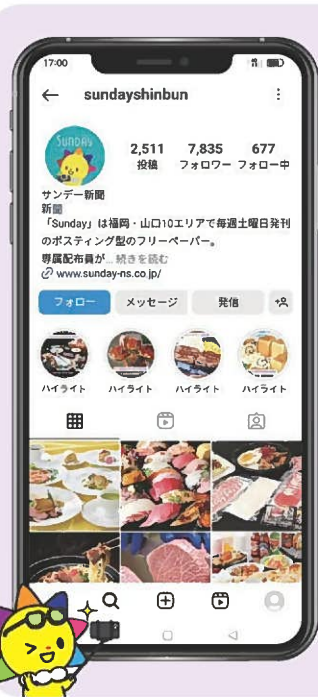 17:00
sundayshinbun
SUNDAY
2,511 7,835 677
投稿 フォロワー フォロー中
サンデー新聞
新聞
「Sunday」は福岡・山口10エリアで毎週土曜日発刊
のポスティング型のフリーペーパー。
専属配布員が... 続きを読む
www.sunday-ns.co.jp/
フォロー メッセージ 発信
ハイライト ハイライト ハイライト ハイライト